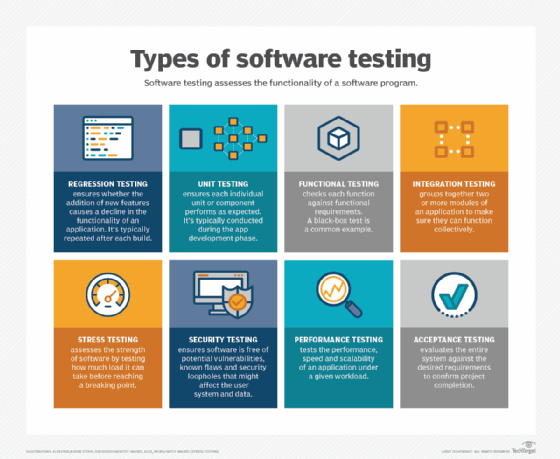 Types of software testing
Software testing assesses the functionality of a software program.
REGRESSION TESTING
ensures whether the
addition of new features
causes a decline in the
functionality of an
application. It's typically
repeated after each build.
UNIT TESTING
ensures each individual
unit or component
performs as expected.
It's typically conducted
during the app
development phase.
FUNCTIONAL TESTING
checks each function
against functional
requirements.
A black-box test is
a common example.
INTEGRATION TESTING
groups together two
or more modules of
an application to make
sure they can function
collectively.
STRESS TESTING
assesses the strength
of software by testing
how much load it can
take before reaching
a breaking point.
SECURITY TESTING
ensures software is free of
potential vulnerabilities,
known flaws and security
loopholes that might
affect the user
system and data.
PERFORMANCE TESTING
tests the performance,
speed and scalability
of an application under
a given workload.
ACCEPTANCE TESTING
evaluates the entire
system against the
desired requirements
to confirm project
completion.
TechTarget